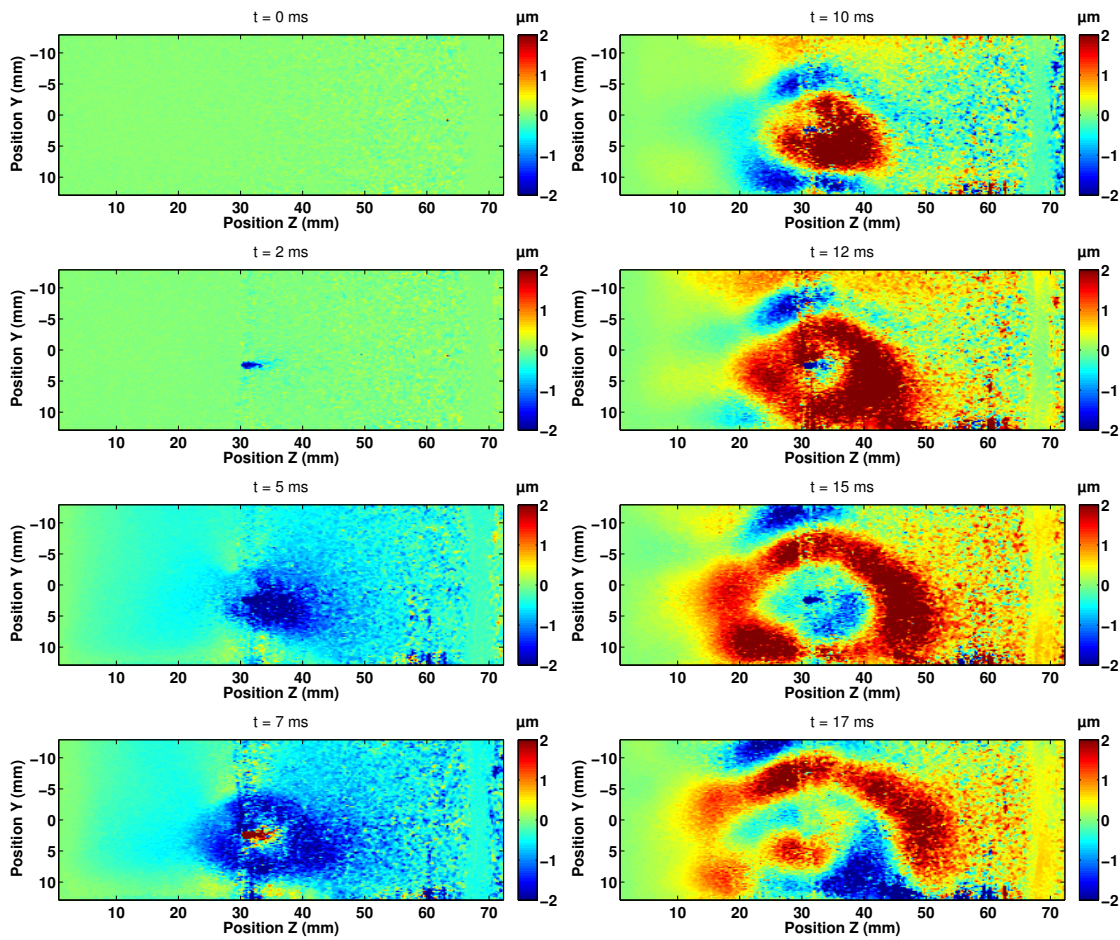 t = 0 ms
µm
Position Y (mm)
−10
−5
0
5
10
10 20 30 40 50 60 70
Position Z (mm)
2
1
0
−1
−2
t = 2 ms
µm
Position Y (mm)
−10
−5
0
5
10
10 20 30 40 50 60 70
Position Z (mm)
2
1
0
−1
−2
t = 5 ms
µm
Position Y (mm)
−10
−5
0
5
10
10 20 30 40 50 60 70
Position Z (mm)
2
1
0
−1
−2
t = 7 ms
µm
Position Y (mm)
−10
−5
0
5
10
10 20 30 40 50 60 70
Position Z (mm)
2
1
0
−1
−2
t = 10 ms
µm
Position Y (mm)
−10
−5
0
5
10
10 20 30 40 50 60 70
Position Z (mm)
2
1
0
−1
−2
t = 12 ms
µm
Position Y (mm)
−10
−5
0
5
10
10 20 30 40 50 60 70
Position Z (mm)
2
1
0
−1
−2
t = 15 ms
µm
Position Y (mm)
−10
−5
0
5
10
10 20 30 40 50 60 70
Position Z (mm)
2
1
0
−1
−2
t = 17 ms
µm
Position Y (mm)
−10
−5
0
5
10
10 20 30 40 50 60 70
Position Z (mm)
2
1
0
−1
−2